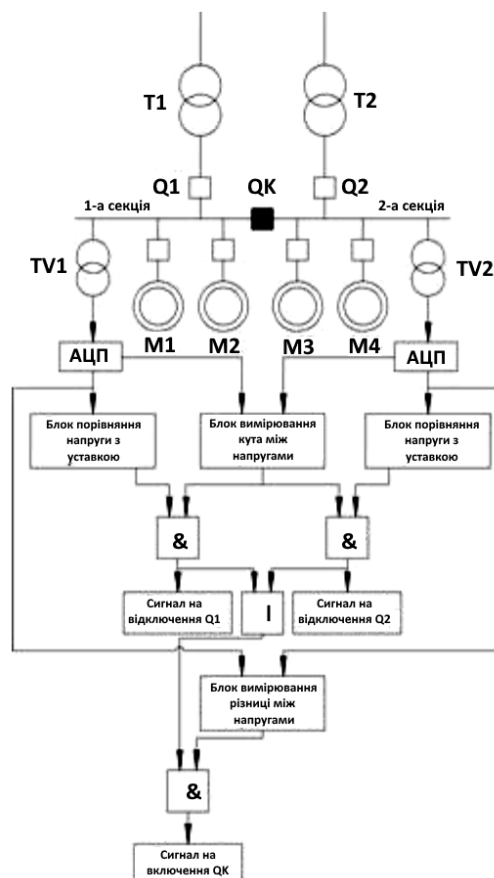 T1
T2
Q1
QK
Q2
1-а секція
2-а секція
TV1
TV2
M1
M2
M3
M4
АЦП
АЦП
Блок порівняння
напруги з
уставкою
Блок вимірювання
кута між
напругами
Блок порівняння
напруги з
уставкою
&
&
Сигнал на
відключення Q1
I
Сигнал на
відключення Q2
Блок вимірювання
різниці між
напругами
&
Сигнал на
включення QK